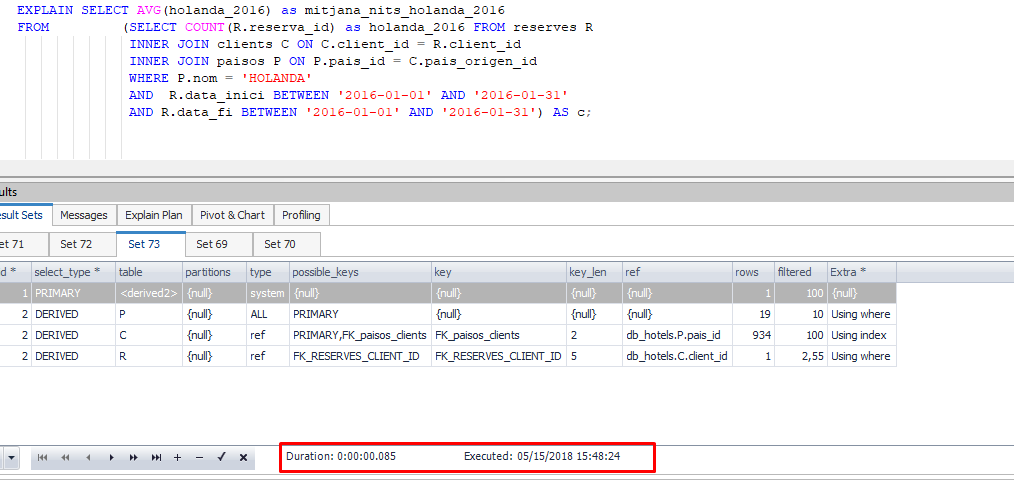 EXPLAIN SELECT AVG(holanda_2016) as mitjana_nits_holanda_2016
FROM (SELECT COUNT(R.reserva_id) as holanda_2016 FROM reserves R
INNER JOIN clients C ON C.client_id = R.client_id
INNER JOIN paisos P ON P.pais_id = C.pais_origen_id
WHERE P.nom = 'HOLANDA'
AND R.data_inici BETWEEN '2016-01-01' AND '2016-01-31'
AND R.data_fi BETWEEN '2016-01-01' AND '2016-01-31') AS c;
ults
esult Sets Messages Explain Plan Pivot & Chart Profiling
et 71 Set 72 Set 73 Set 69 Set 70
d * select_type * table partitions type possible_keys key key_len ref rows filtered Extra *
1 PRIMARY <derived2> {null} system {null} {null} {null} {null} 1 100 {null}
2 DERIVED P {null} ALL PRIMARY {null} {null} {null} 19 10 Using where
2 DERIVED C {null} ref PRIMARY,FK_paisos_clients FK_paisos_clients 2 db_hotels.P.pais_id 934 100 Using index
2 DERIVED R {null} ref FK_RESERVES_CLIENT_ID FK_RESERVES_CLIENT_ID 5 db_hotels.C.client_id 1 2,55 Using where
Duration: 0:00:00.085 Executed: 05/15/2018 15:48:24